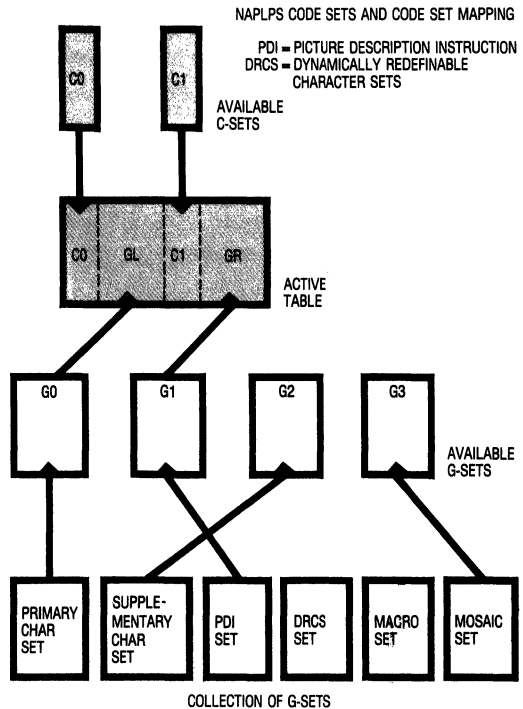 NAPLPS CODE SETS AND CODE SET MAPPING
PDI = PICTURE DESCRIPTION INSTRUCTION
DRCS = DYNAMICALLY REDEFINABLE
CHARACTER SETS
C0
C1
AVAILABLE
C-SETS
C0
GL
C1
GR
ACTIVE
TABLE
G0
G1
G2
G3
AVAILABLE
G-SETS
PRIMARY
CHAR
SET
SUPPLE-
MENTARY
CHAR
SET
PDI
SET
DRCS
SET
MACRO
SET
MOSAIC
SET
COLLECTION OF G-SETS